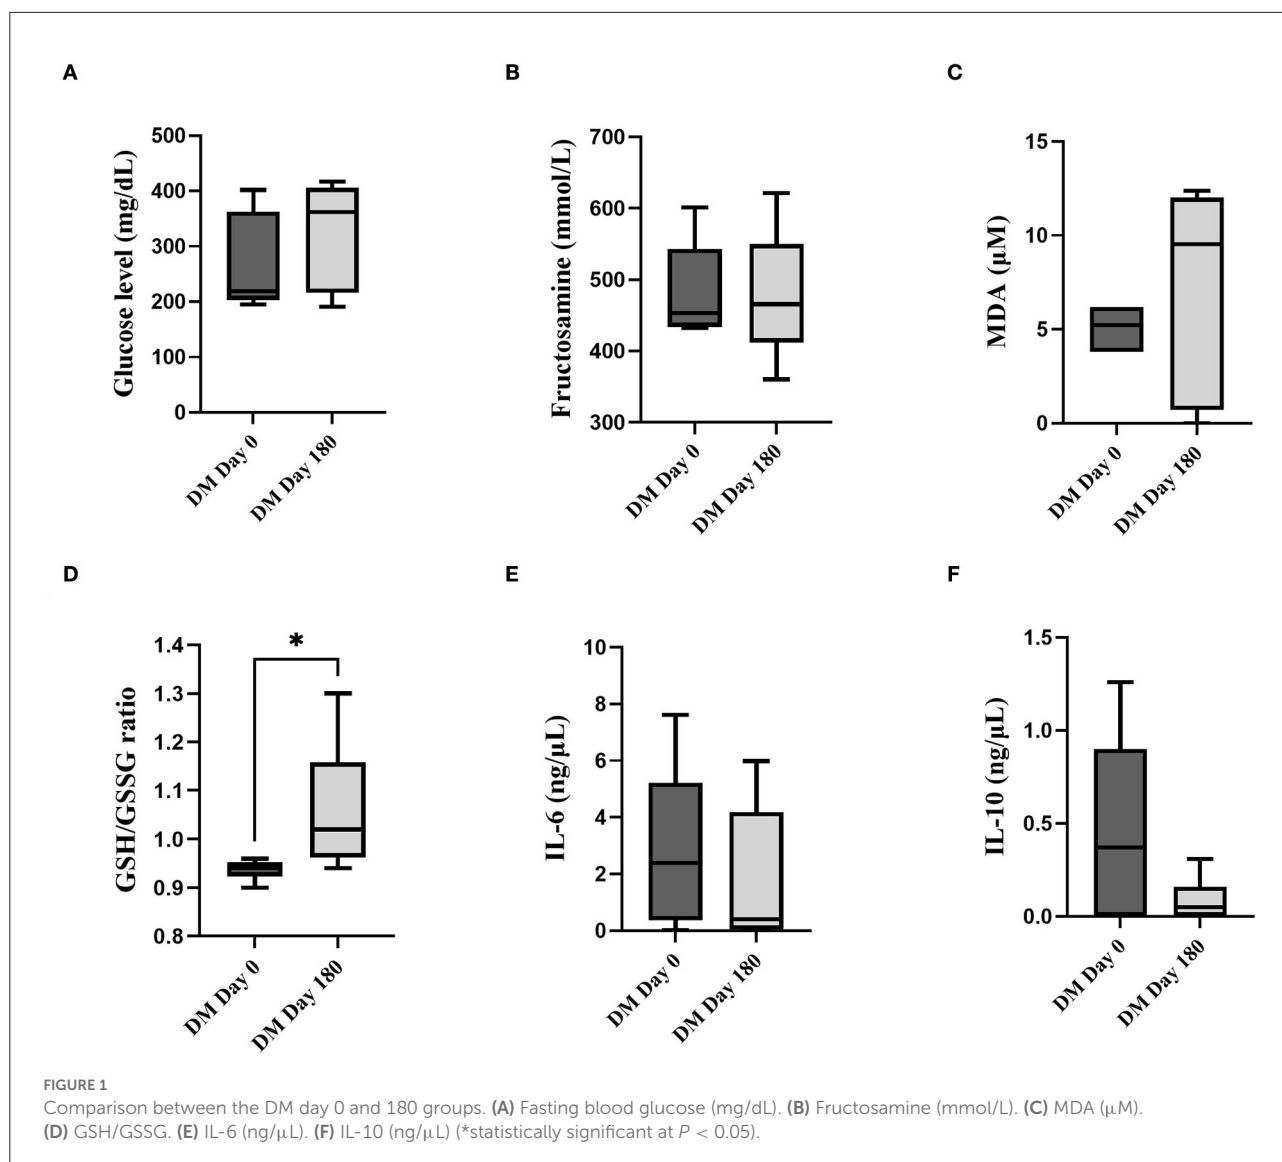 A
B
C
Glucose level (mg/dL)
500
400
300
200
100
0
DM Day 0
DM Day 180
Fructosamine (mmol/L)
700
600
500
400
300
DM Day 0
DM Day 180
MDA (μM)
15
10
5
0
DM Day 0
DM Day 180
D
E
F
GSH/GSSG ratio
1.4
1.3
1.2
1.1
1.0
0.9
0.8
*
DM Day 0
DM Day 180
IL-6 (ng/μL)
10
8
6
4
2
0
DM Day 0
DM Day 180
IL-10 (ng/μL)
1.5
1.0
0.5
0.0
DM Day 0
DM Day 180
FIGURE 1
Comparison between the DM day 0 and 180 groups. (A) Fasting blood glucose (mg/dL). (B) Fructosamine (mmol/L). (C) MDA (μM).
(D) GSH/GSSG. (E) IL-6 (ng/μL). (F) IL-10 (ng/μL) (*statistically significant at P < 0.05).